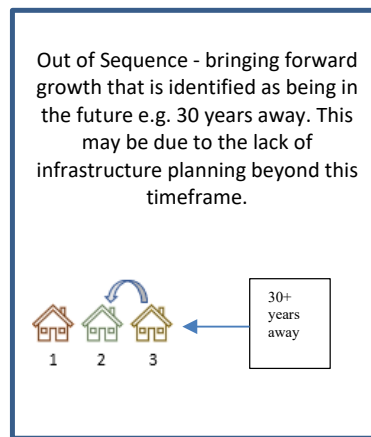 Out of Sequence - bringing forward
growth that is identified as being in
the future e.g. 30 years away. This
may be due to the lack of
infrastructure planning beyond this
timeframe.
30+
years
away
1 2 3